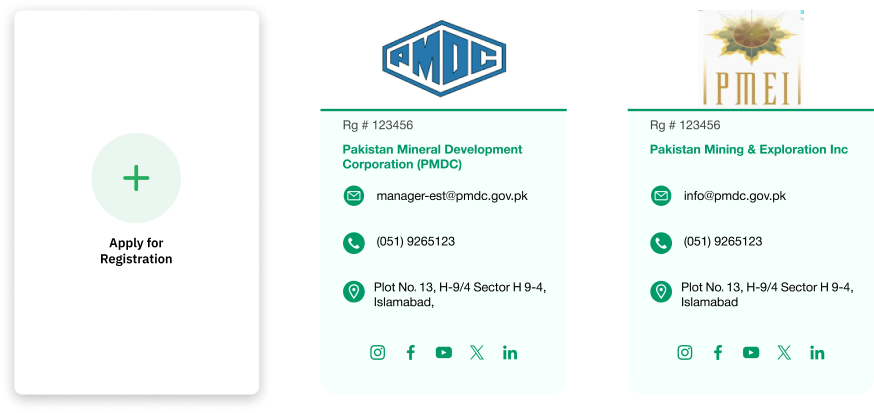 Apply for
Registration
PMDC
Rg # 123456
Pakistan Mineral Development
Corporation (PMDC)
manager-est@pmdc.gov.pk
(051) 9265123
Plot No. 13, H-9/4 Sector H 9-4,
Islamabad,
PMEI
Rg # 123456
Pakistan Mining & Exploration Inc
info@pmdc.gov.pk
(051) 9265123
Plot No. 13, H-9/4 Sector H 9-4,
Islamabad